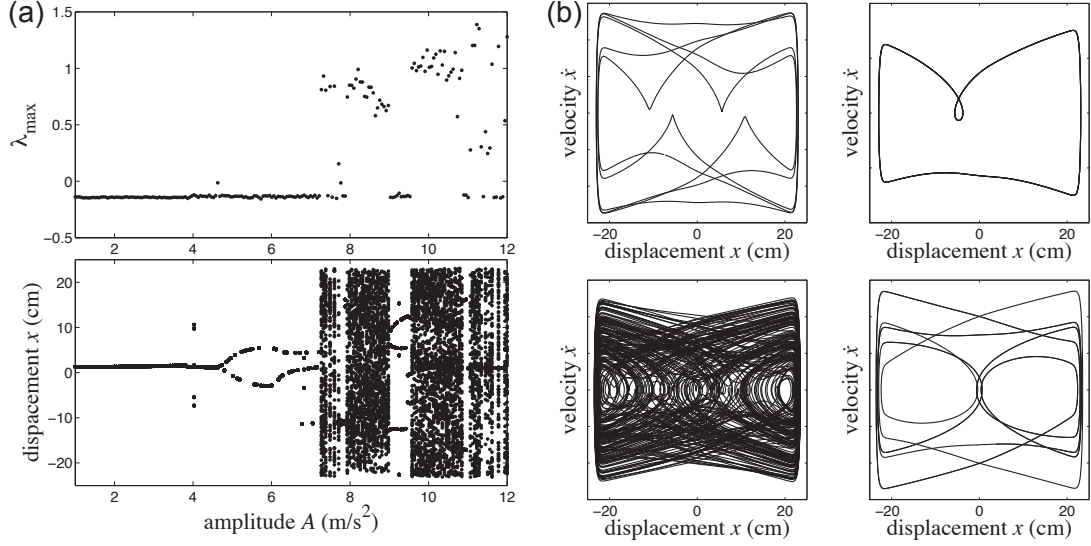 (a)
1.5
1
0.5
0
−0.5
λmax
2 4 6 8 10 12
20
10
0
−10
−20
dispacement x (cm)
2 4 6 8 10 12
amplitude A (m/s²)
(b)
velocity ẋ
−20 0 20
displacement x (cm)
velocity ẋ
−20 0 20
displacement x (cm)
velocity ẋ
−20 0 20
displacement x (cm)
velocity ẋ
−20 0 20
displacement x (cm)